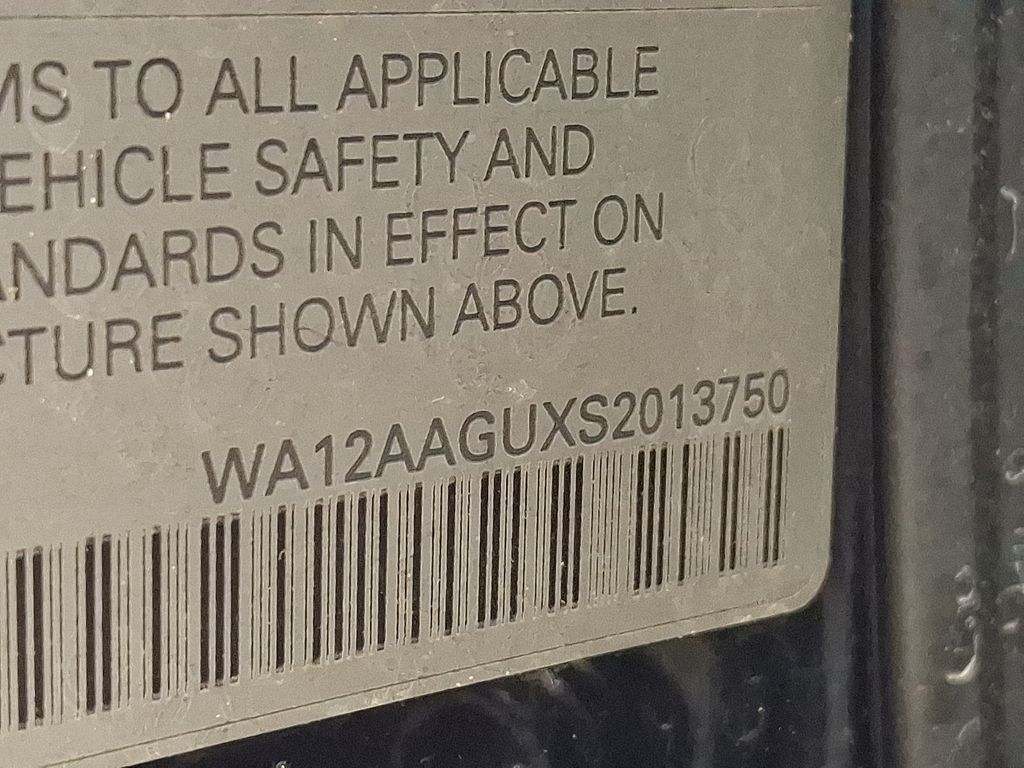 MS TO ALL APPLICABLE
EHICLE SAFETY AND
ANDARDS IN EFFECT ON
CTURE SHOWN ABOVE.
WA12AAGUXS2013750